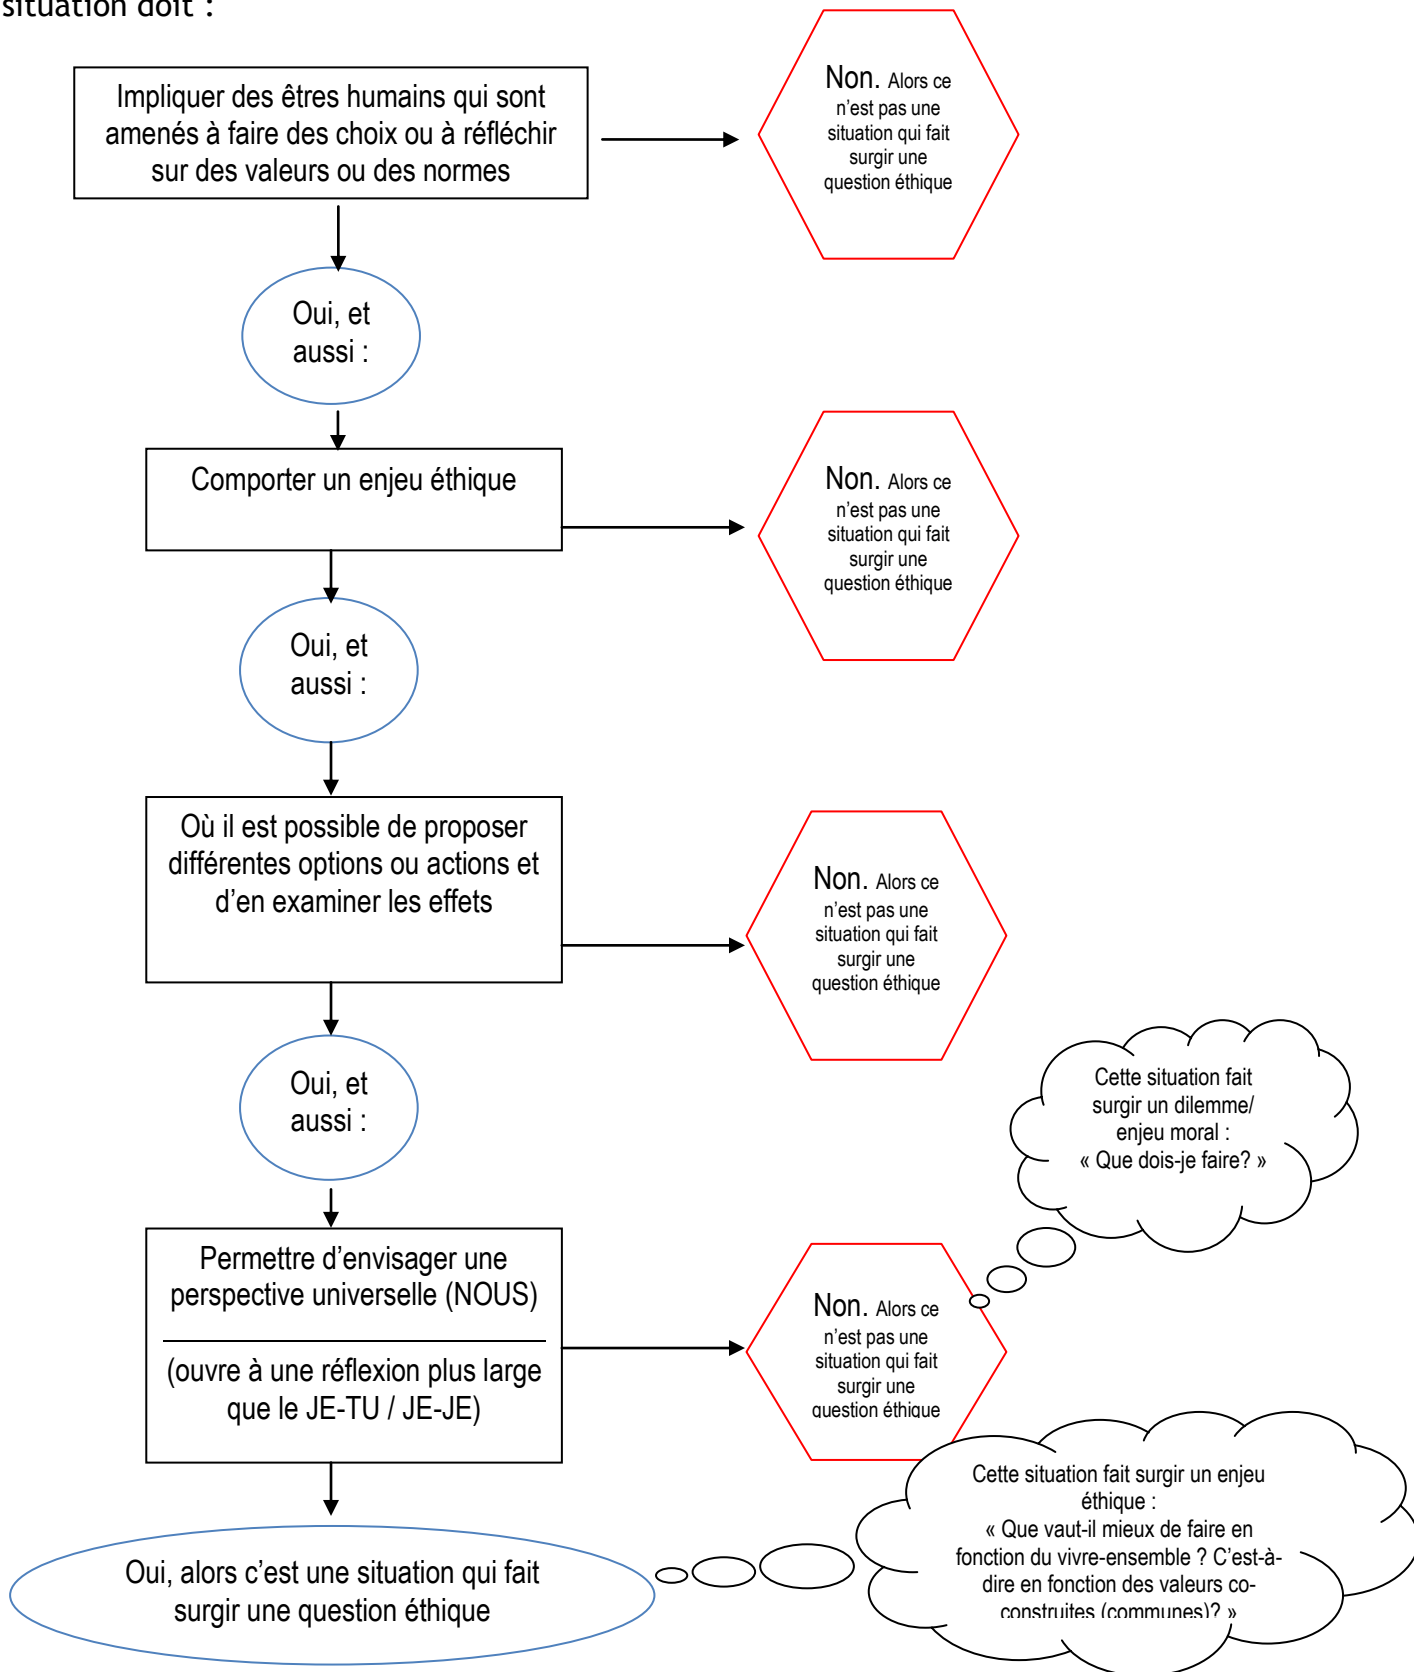 situation doit :
Impliquer des êtres humains qui sont
amenés à faire des choix ou à réfléchir
sur des valeurs ou des normes
Non. Alors ce
n’est pas une
situation qui fait
surgir une
question éthique
Oui, et
aussi :
Comporter un enjeu éthique
Non. Alors ce
n’est pas une
situation qui fait
surgir une
question éthique
Oui, et
aussi :
Où il est possible de proposer
différentes options ou actions et
d’en examiner les effets
Non. Alors ce
n’est pas une
situation qui fait
surgir une
question éthique
Oui, et
aussi :
Cette situation fait
surgir un dilemme/
enjeu moral :
« Que dois-je faire? »
Permettre d’envisager une
perspective universelle (NOUS)
(ouvre à une réflexion plus large
que le JE-TU / JE-JE)
Non. Alors ce
n’est pas une
situation qui fait
surgir une
question éthique
Cette situation fait surgir un enjeu
éthique :
« Que vaut-il mieux de faire en
fonction du vivre-ensemble ? C’est-à-
dire en fonction des valeurs co-
construites (communes)? »
Oui, alors c’est une situation qui fait
surgir une question éthique